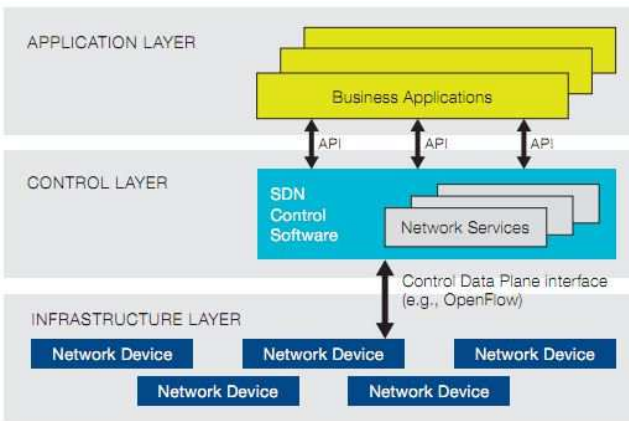 APPLICATION LAYER
Business Applications
API
API
API
CONTROL LAYER
SDN
Control
Software
Network Services
Control Data Plane interface
(e.g., OpenFlow)
INFRASTRUCTURE LAYER
Network Device
Network Device
Network Device
Network Device
Network Device